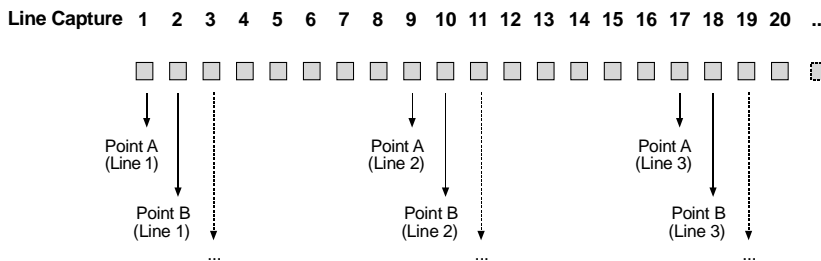 Line Capture 1 2 3 4 5 6 7 8 9 10 11 12 13 14 15 16 17 18 19 20 ..
Point A
(Line 1)
Point A
(Line 2)
Point A
(Line 3)
Point B
(Line 1)
Point B
(Line 2)
Point B
(Line 3)
... ... ...